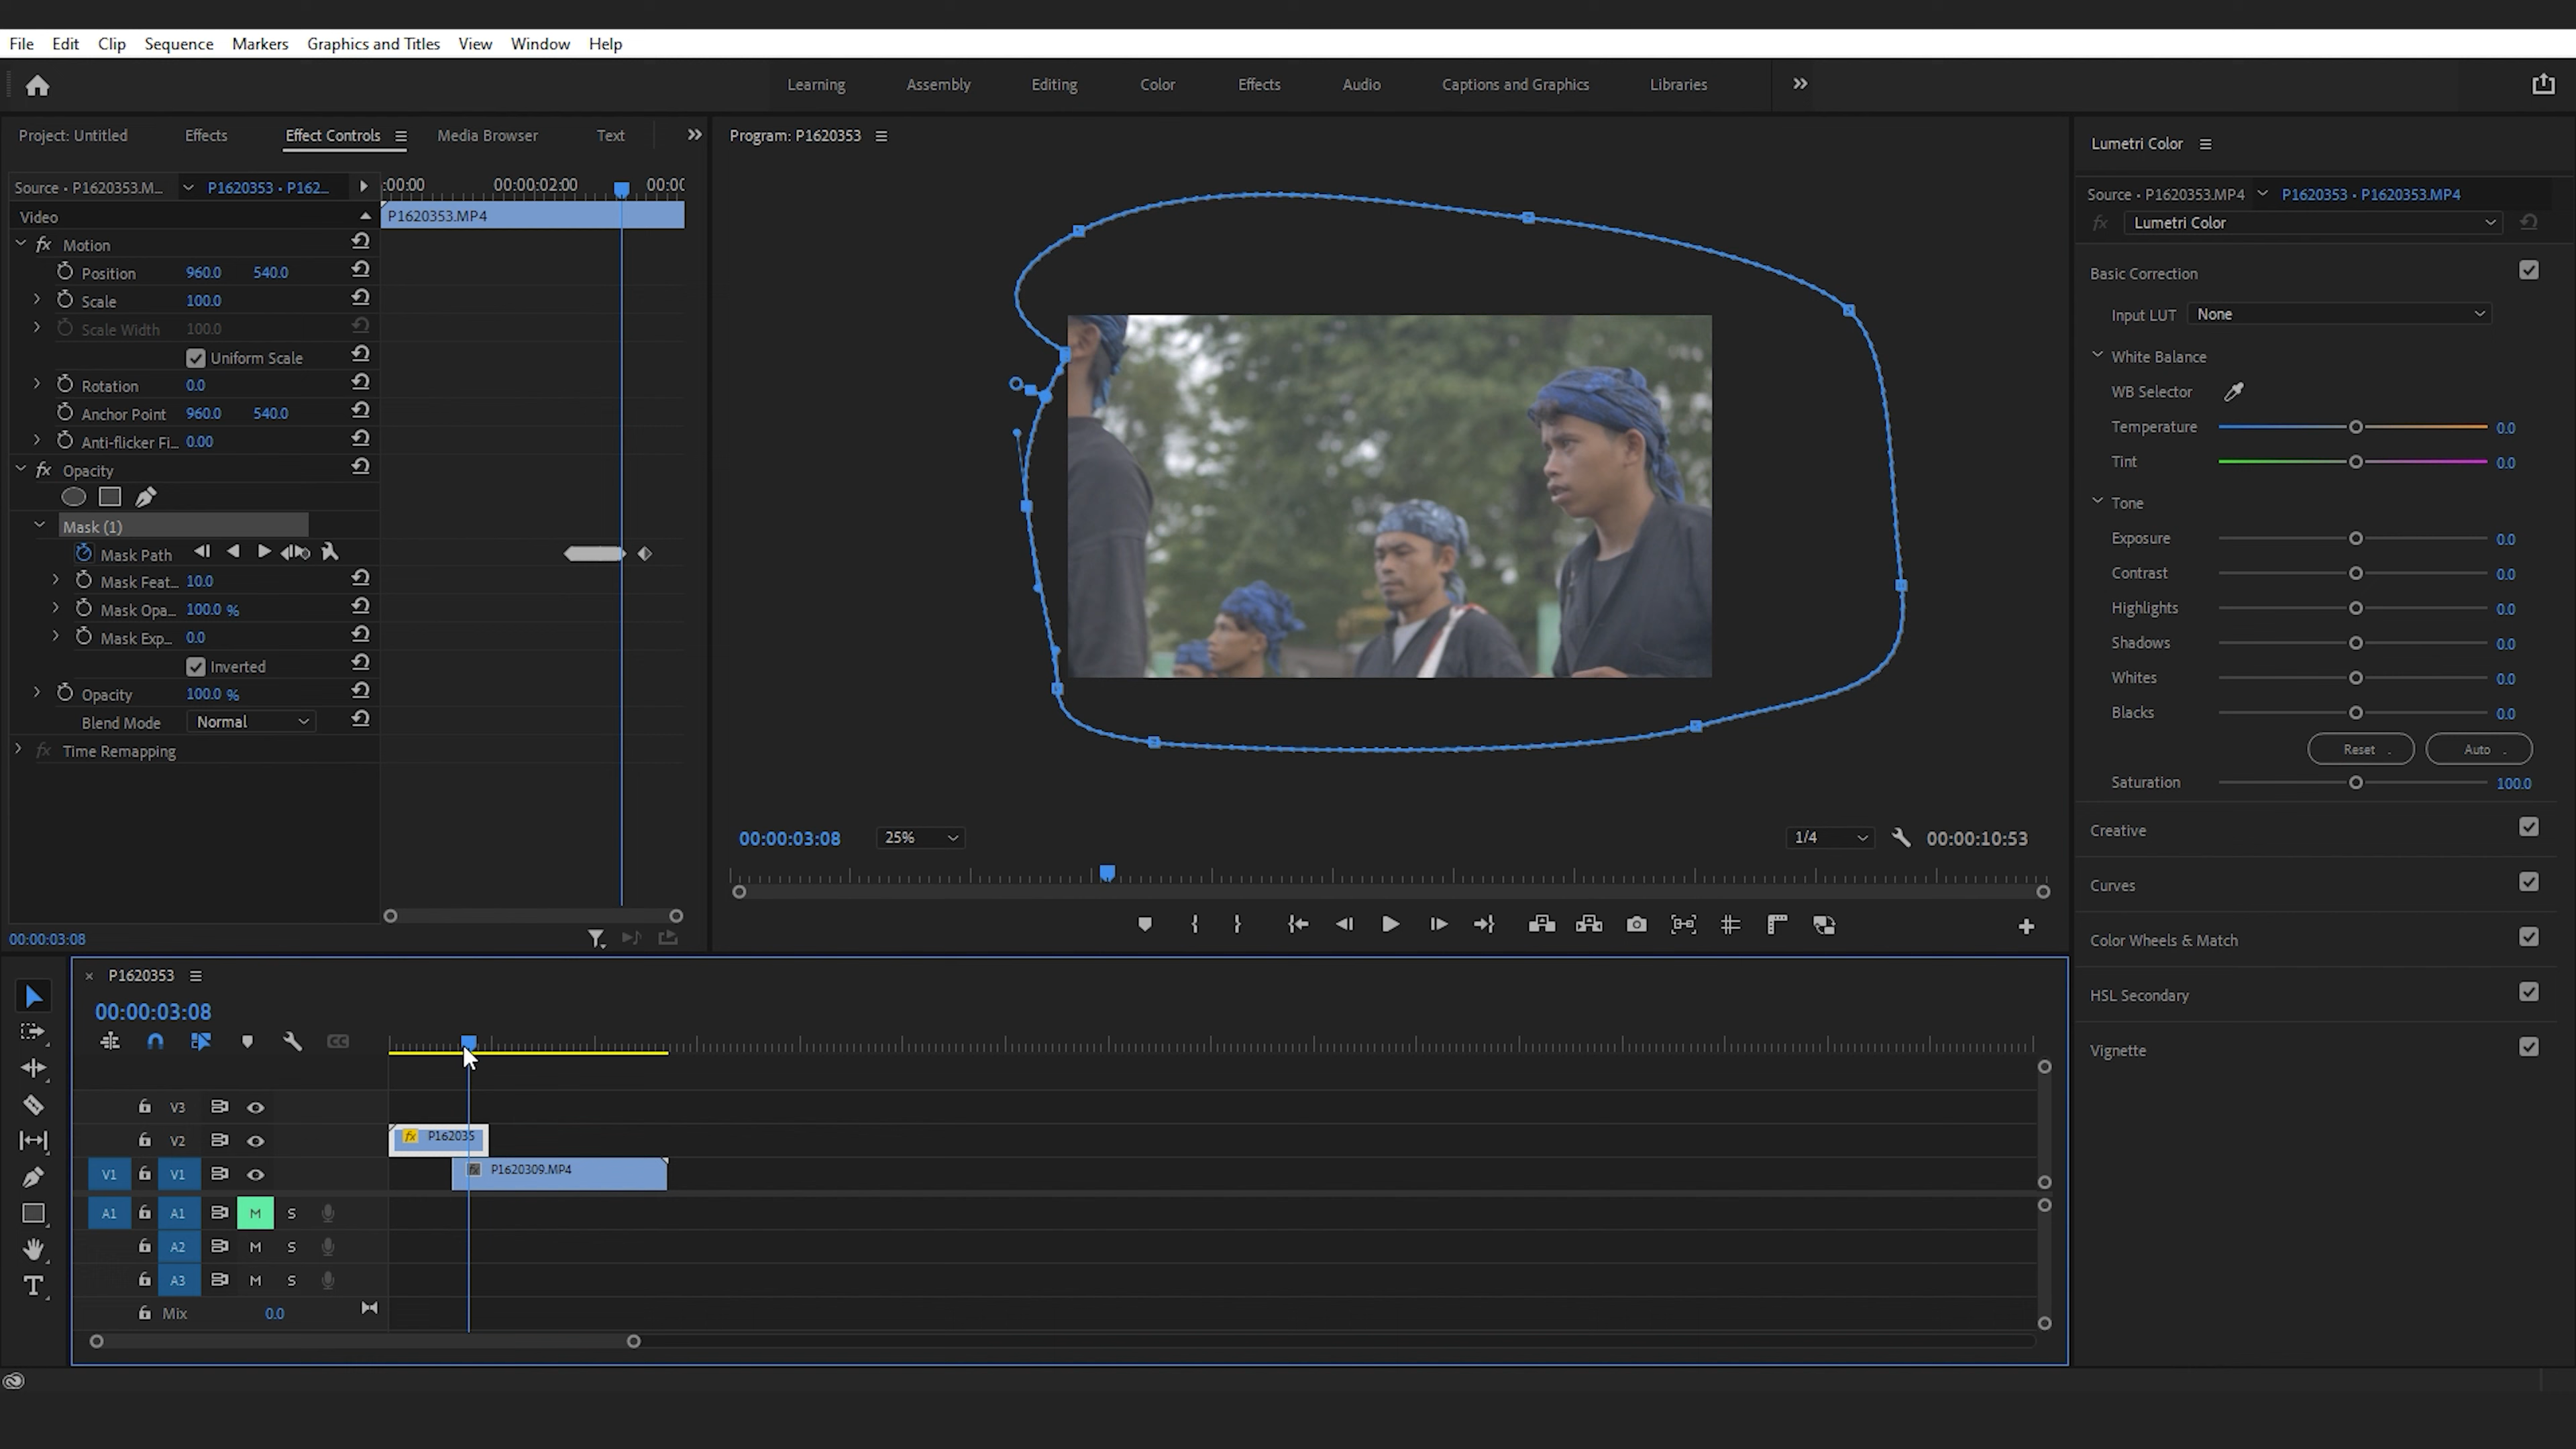 File Edit Clip Sequence Markers Graphics and Titles View Window Help
Learning Assembly Editing Color Effects Audio Captions and Graphics Libraries
Project: Untitled Effects Effect Controls Media Browser Text
Source • P1620353.M... P1620353 • P162...
:00:00 00:00:02:00 00:00
Video
P1620353.MP4
fx Motion
Position 960.0 540.0
Scale 100.0
Scale Width 100.0
Uniform Scale
Rotation 0.0
Anchor Point 960.0 540.0
Anti-flicker Fi... 0.00
fx Opacity
Mask (1)
Mask Path
Mask Feat... 10.0
Mask Opa... 100.0 %
Mask Exp... 0.0
Inverted
Opacity 100.0 %
Blend Mode Normal
fx Time Remapping
00:00:03:08
Program: P1620353
00:00:03:08 25% 1/4 00:00:10:53
Lumetri Color
Source • P1620353.MP4 P1620353 • P1620353.MP4
fx Lumetri Color
Basic Correction
Input LUT None
White Balance
WB Selector
Temperature 0.0
Tint 0.0
Tone
Exposure 0.0
Contrast 0.0
Highlights 0.0
Shadows 0.0
Whites 0.0
Blacks 0.0
Reset Auto
Saturation 100.0
Creative
Curves
Color Wheels & Match
HSL Secondary
Vignette
× P1620353
00:00:03:08
CC
V3
V2 fx P162035
V1 V1 fx P1620309.MP4
A1 A1 M S
A2 M S
A3 M S
Mix 0.0
T